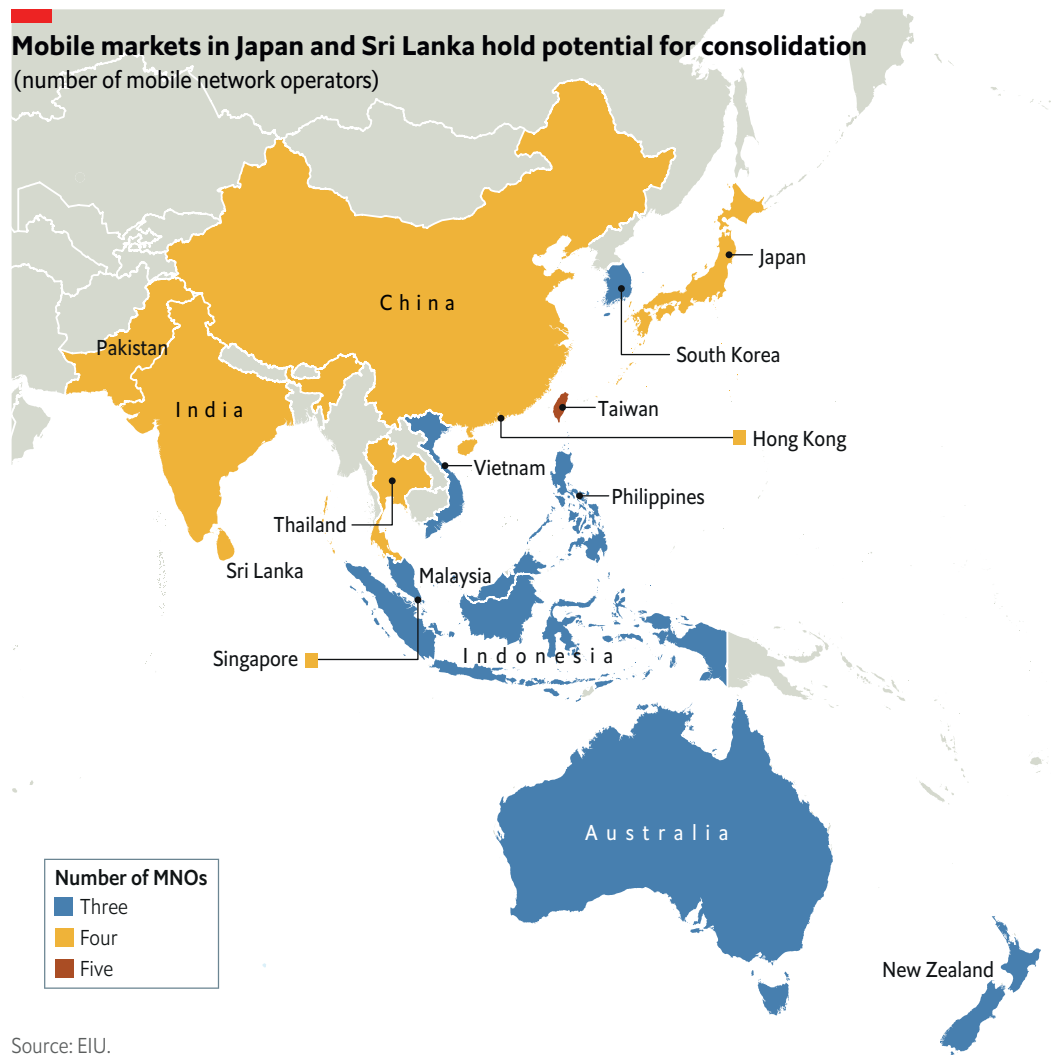 Mobile markets in Japan and Sri Lanka hold potential for consolidation
(number of mobile network operators)
Japan
China
Pakistan
South Korea
India
Taiwan
Hong Kong
Vietnam
Philippines
Thailand
Sri Lanka
Malaysia
Singapore
Indonesia
Australia
Number of MNOs
Three
Four
Five
New Zealand
Source: EIU.